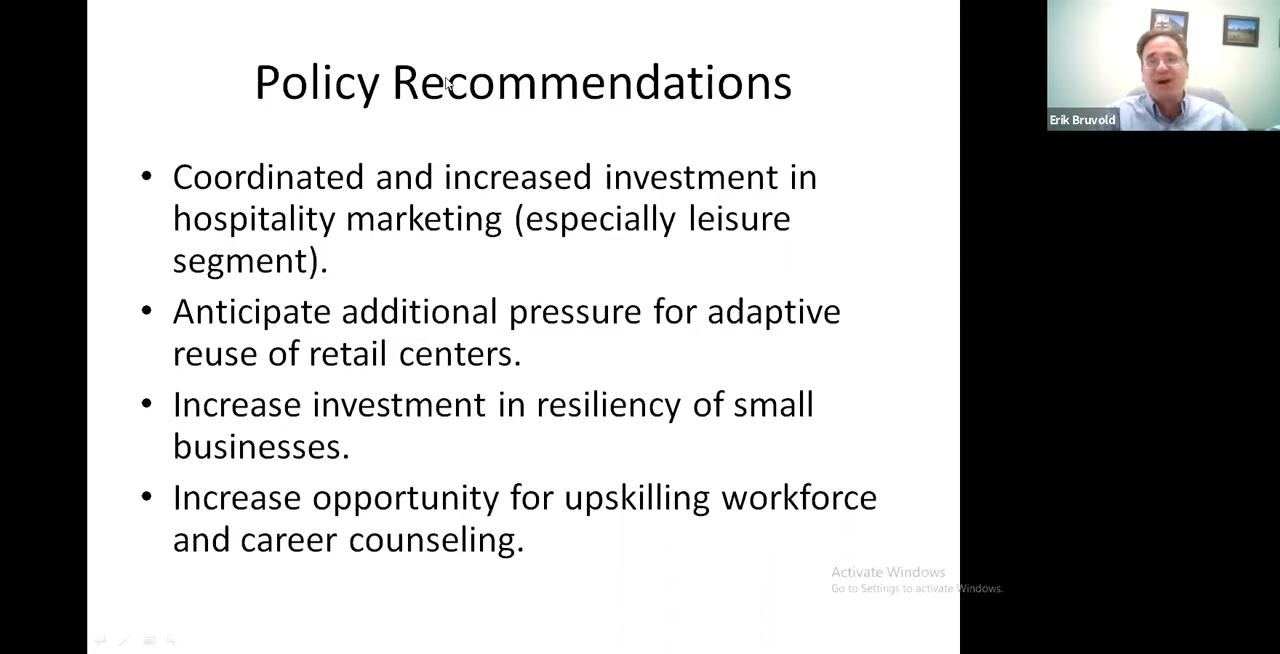 Policy Recommendations
• Coordinated and increased investment in
hospitality marketing (especially leisure
segment).
• Anticipate additional pressure for adaptive
reuse of retail centers.
• Increase investment in resiliency of small
businesses.
• Increase opportunity for upskilling workforce
and career counseling.
Erik Bruvold
Activate Windows
Go to Settings to activate Windows.